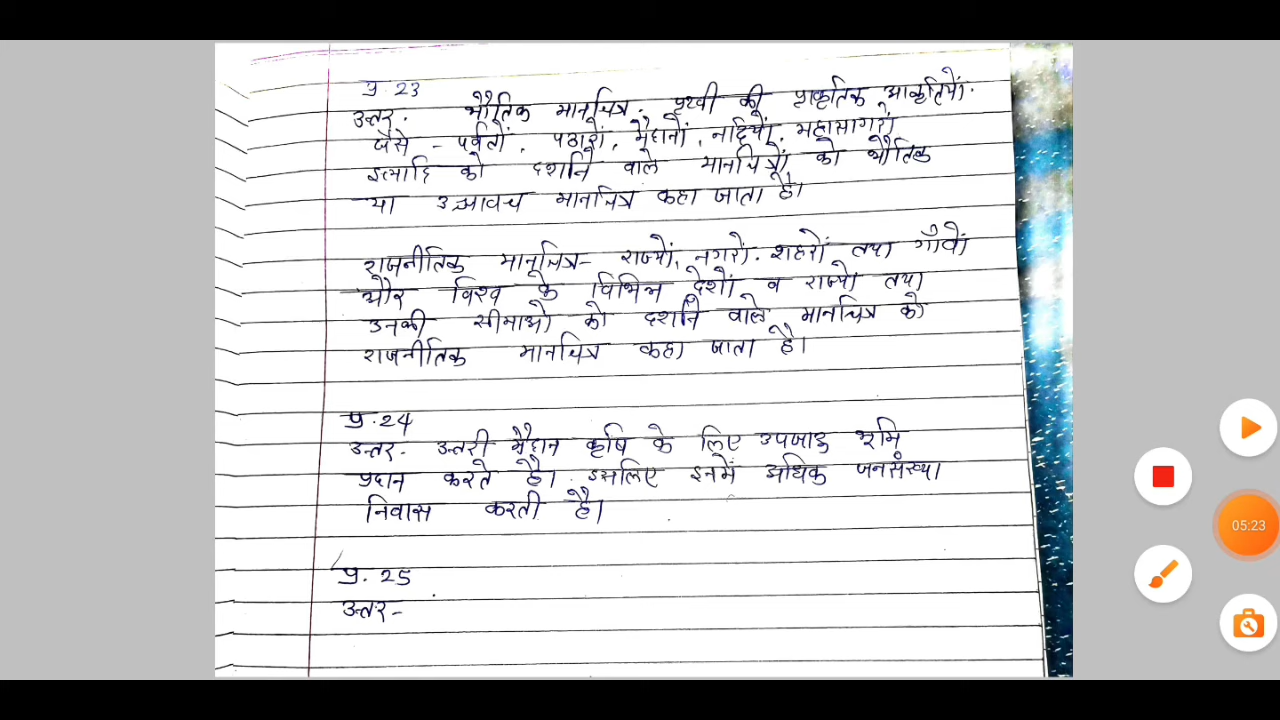 प्र. 23
उत्तर. भौतिक मानचित्र. पृथ्वी की प्राकृतिक आकृतियों.
जैसे - पर्वतों, पठारों, मैदानों, नदियों, महासागरों
इत्यादि को दर्शाने वाले मानचित्रों को भौतिक
या उच्चावच मानचित्र कहा जाता है।
राजनीतिक मानचित्र- राज्यों, नगरों. शहरों तथा गाँवों
और विश्व के विभिन्न देशों व राज्यो तथा
उनकी सीमाओ को दर्शाने वाले मानचित्र को
राजनीतिक मानचित्र कहा जाता है।
प्र. 24
उत्तर. उत्तरी मैदान कृषि के लिए उपजाऊ भूमि
प्रदान करते है। इसलिए इनमें अधिक जनसंख्या
निवास करती है।
प्र. 25
उत्तर-
05:23